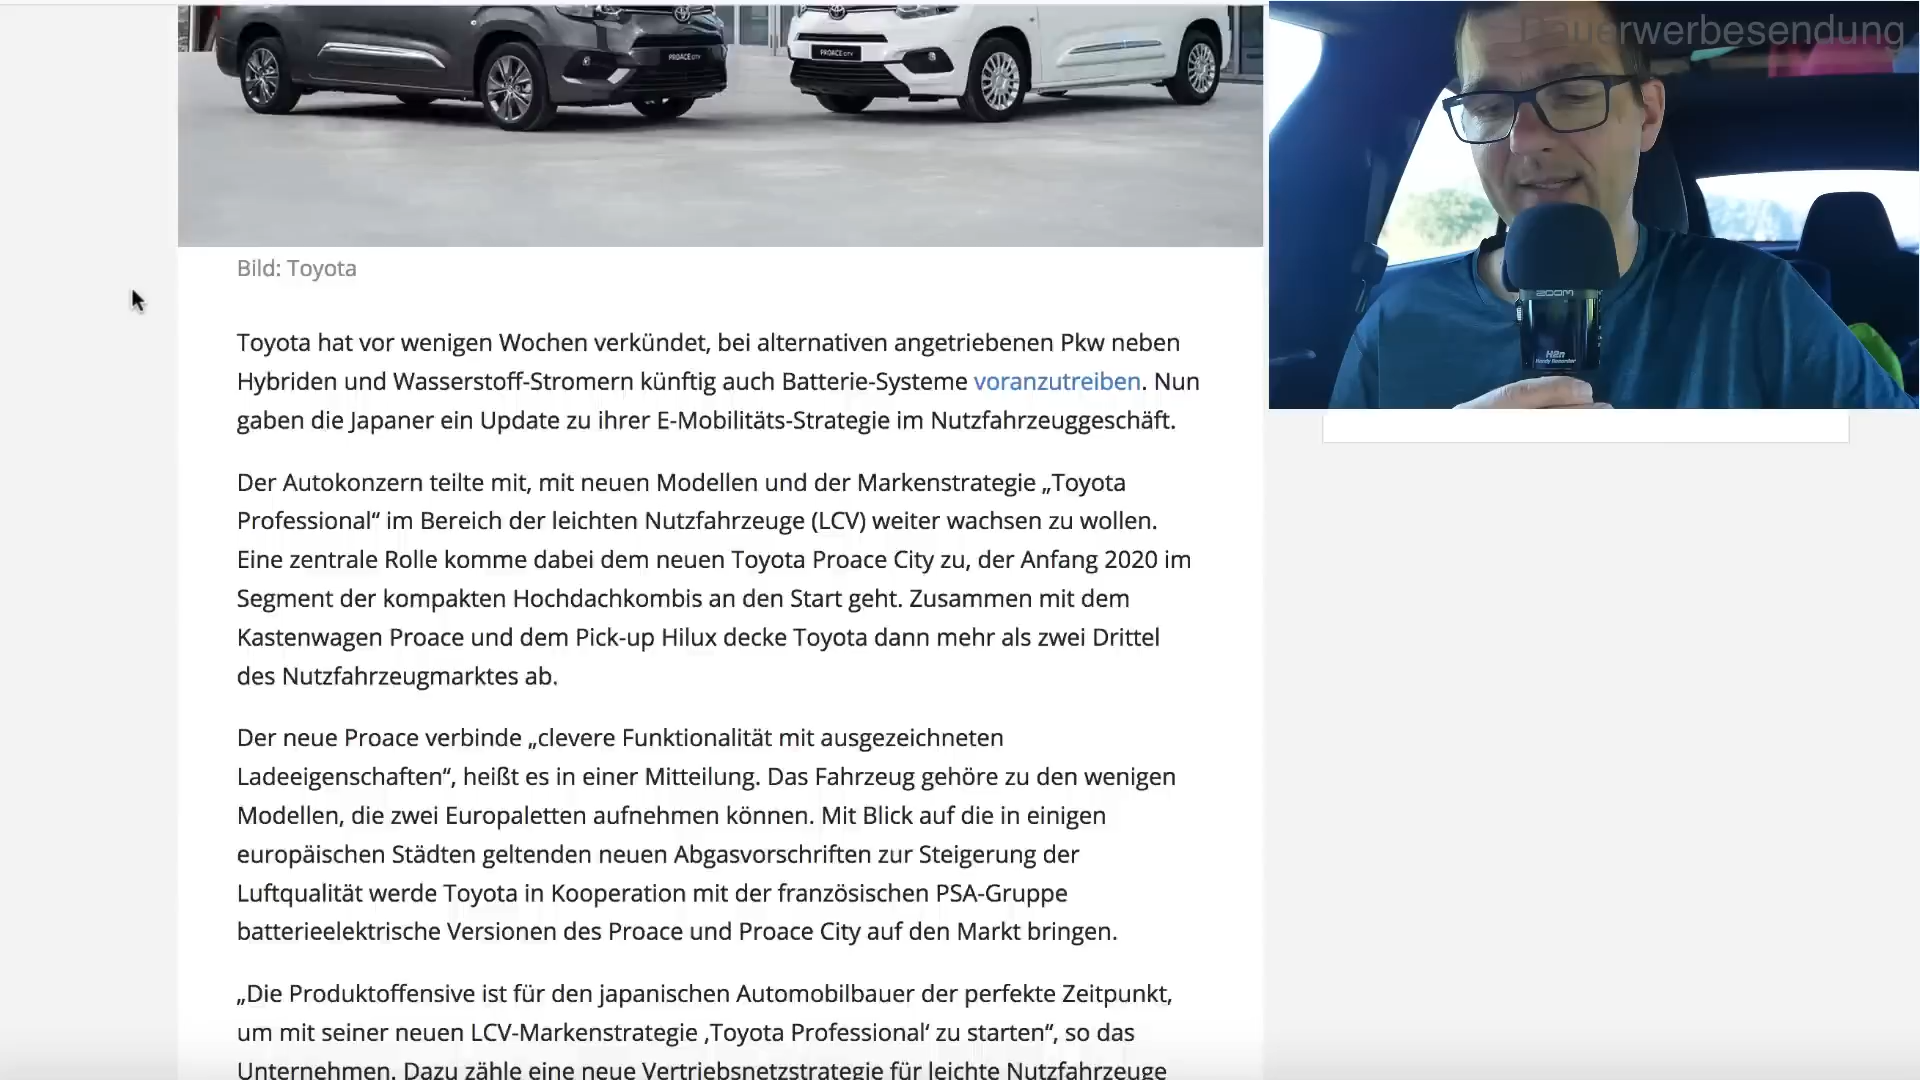 Dauerwerbesendung
PROACE CITY
PROACE CITY
ZOOM
H2n
Handy Recorder
Bild: Toyota
Toyota hat vor wenigen Wochen verkündet, bei alternativen angetriebenen Pkw neben
Hybriden und Wasserstoff-Stromern künftig auch Batterie-Systeme voranzutreiben. Nun
gaben die Japaner ein Update zu ihrer E-Mobilitäts-Strategie im Nutzfahrzeuggeschäft.
Der Autokonzern teilte mit, mit neuen Modellen und der Markenstrategie „Toyota
Professional“ im Bereich der leichten Nutzfahrzeuge (LCV) weiter wachsen zu wollen.
Eine zentrale Rolle komme dabei dem neuen Toyota Proace City zu, der Anfang 2020 im
Segment der kompakten Hochdachkombis an den Start geht. Zusammen mit dem
Kastenwagen Proace und dem Pick-up Hilux decke Toyota dann mehr als zwei Drittel
des Nutzfahrzeugmarktes ab.
Der neue Proace verbinde „clevere Funktionalität mit ausgezeichneten
Ladeeigenschaften“, heißt es in einer Mitteilung. Das Fahrzeug gehöre zu den wenigen
Modellen, die zwei Europaletten aufnehmen können. Mit Blick auf die in einigen
europäischen Städten geltenden neuen Abgasvorschriften zur Steigerung der
Luftqualität werde Toyota in Kooperation mit der französischen PSA-Gruppe
batterieelektrische Versionen des Proace und Proace City auf den Markt bringen.
„Die Produktoffensive ist für den japanischen Automobilbauer der perfekte Zeitpunkt,
um mit seiner neuen LCV-Markenstrategie ‚Toyota Professional‘ zu starten“, so das
Unternehmen. Dazu zähle eine neue Vertriebsnetzstrategie für leichte Nutzfahrzeuge